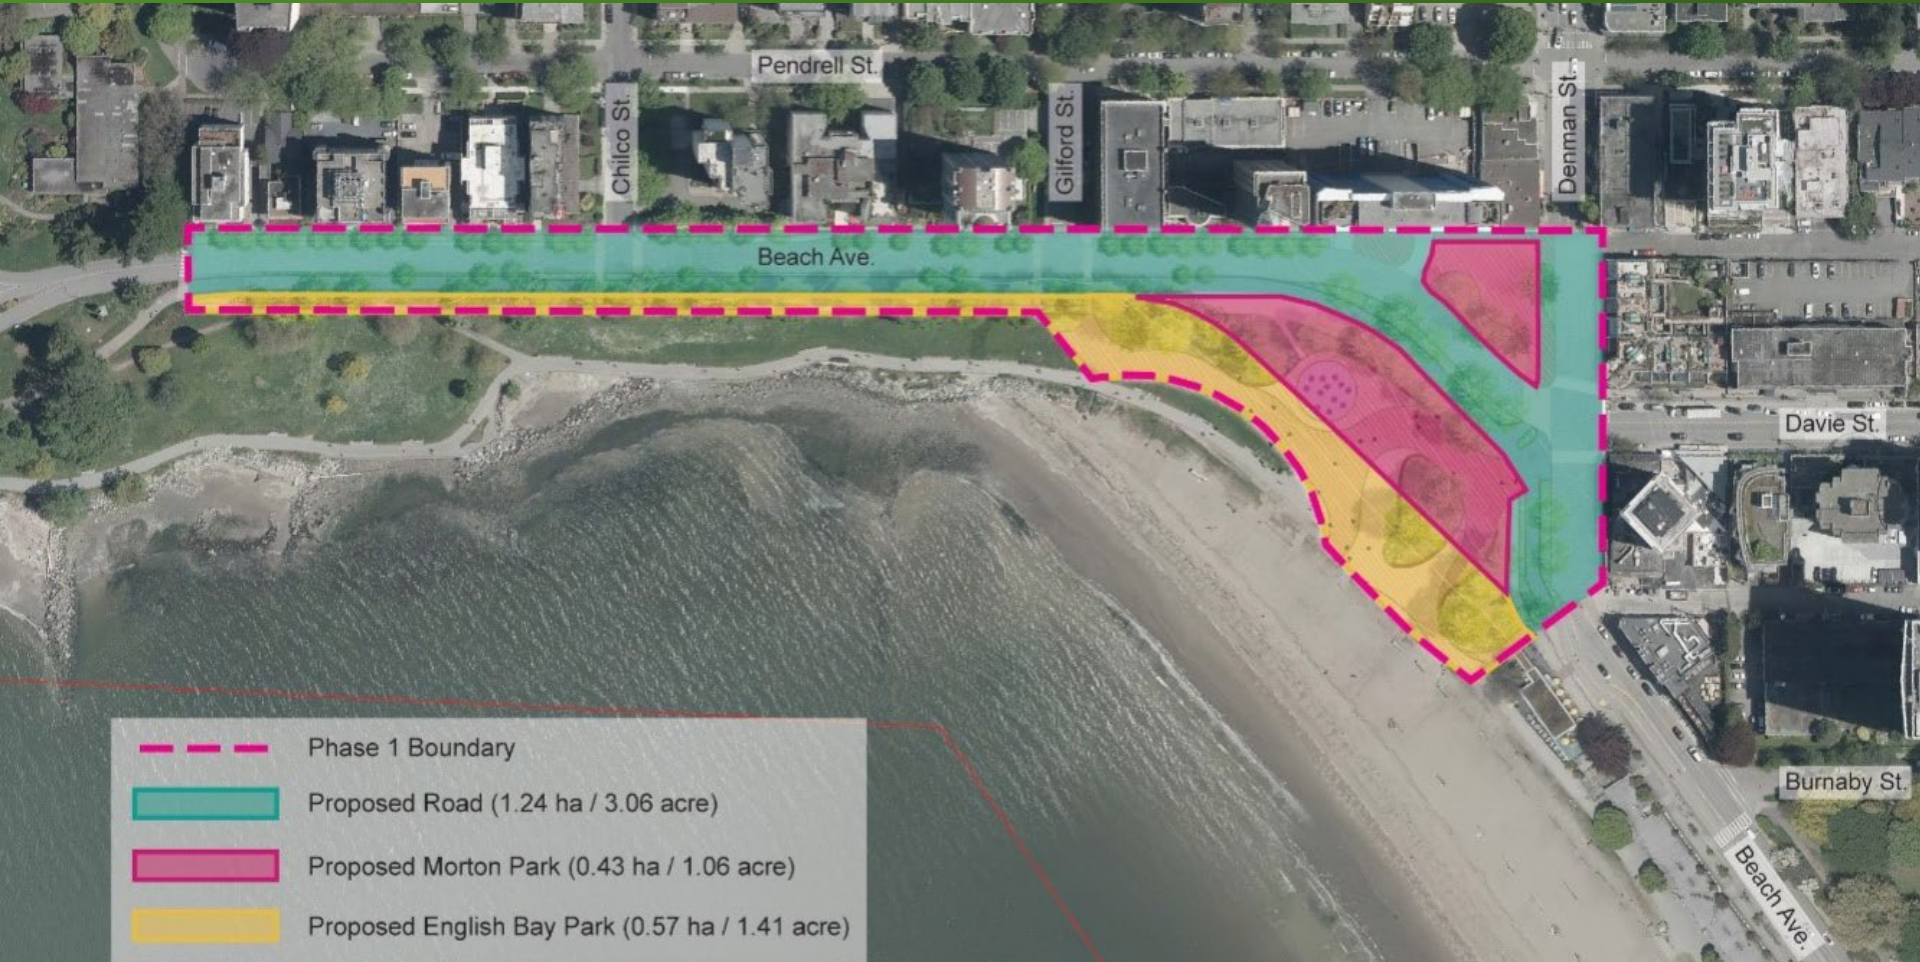 Pendrell St.
Chilco St.
Gilford St.
Denman St.
Beach Ave.
Davie St.
Burnaby St.
Beach Ave.
Phase 1 Boundary
Proposed Road (1.24 ha / 3.06 acre)
Proposed Morton Park (0.43 ha / 1.06 acre)
Proposed English Bay Park (0.57 ha / 1.41 acre)